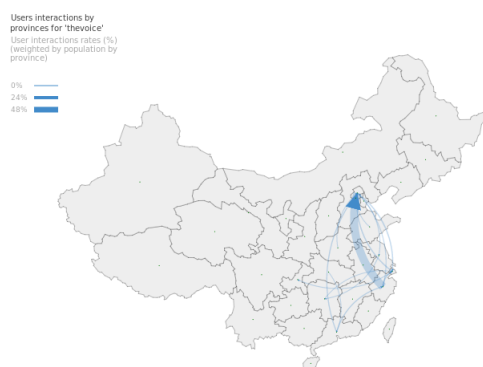 Users interactions by
provinces for 'thevoice'
User interactions rates (%)
(weighted by population by
province)
0%
24%
48%